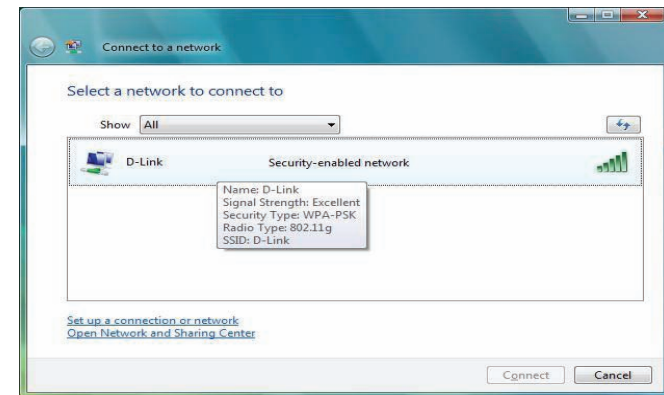 Connect to a network
Select a network to connect to
Show All
D-Link Security-enabled network
Name: D-Link
Signal Strength: Excellent
Security Type: WPA-PSK
Radio Type: 802.11g
SSID: D-Link
Set up a connection or network
Open Network and Sharing Center
Connect Cancel